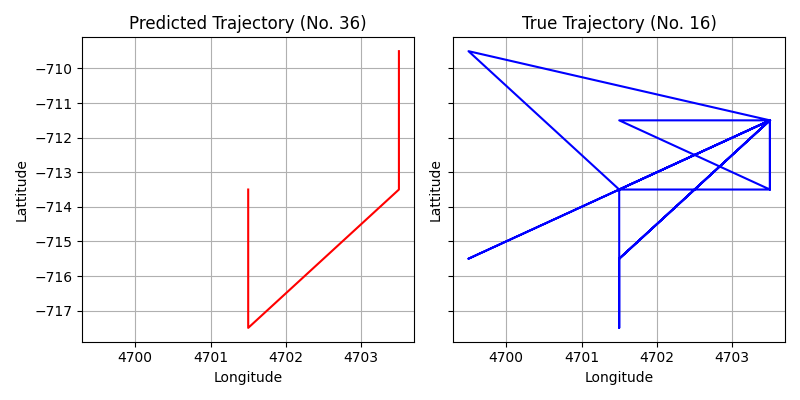 Predicted Trajectory (No. 36)
True Trajectory (No. 16)
Lattitude
−710
−711
−712
−713
−714
−715
−716
−717
4700
4701
4702
4703
Longitude
Lattitude
4700
4701
4702
4703
Longitude